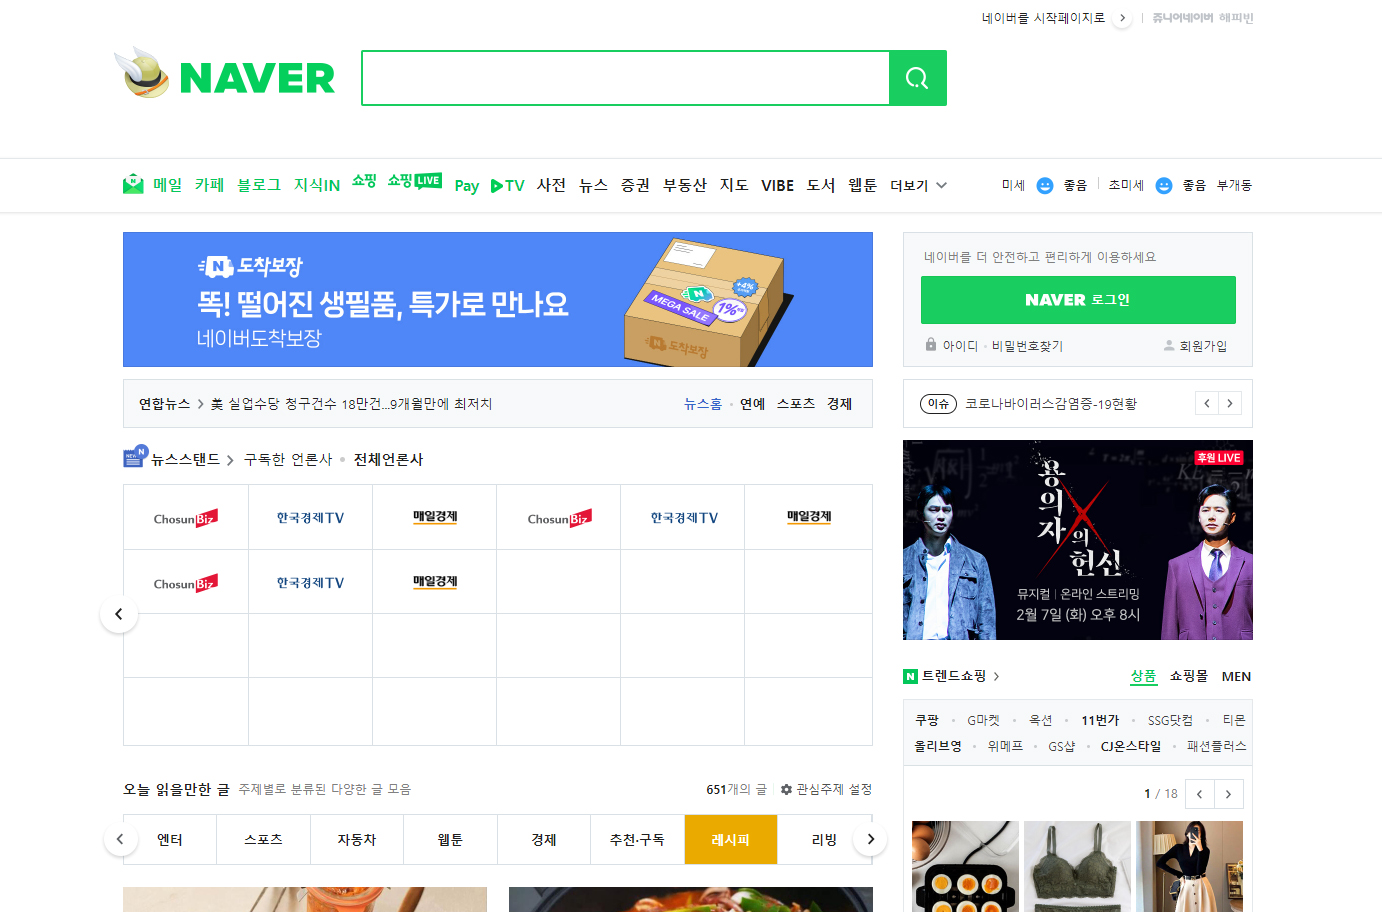 네이버를 시작페이지로
쥬니어네이버 해피빈
NAVER
메일 카페 블로그 지식iN 쇼핑 쇼핑LIVE Pay TV 사전 뉴스 증권 부동산 지도 VIBE 도서 웹툰 더보기
미세 좋음 초미세 좋음 부개동
N 도착보장
똑! 떨어진 생필품, 특가로 만나요
네이버도착보장
MEGA SALE
N
+4%
1%
도착보장
네이버를 더 안전하고 편리하게 이용하세요
NAVER 로그인
아이디 · 비밀번호찾기
회원가입
연합뉴스 > 美 실업수당 청구건수 18만건...9개월만에 최저치
뉴스홈 · 연예 스포츠 경제
이슈 코로나바이러스감염증-19현황
NEW N 뉴스스탠드 > 구독한 언론사 · 전체언론사
ChosunBiz 한국경제TV 매일경제 ChosunBiz 한국경제TV 매일경제
ChosunBiz 한국경제TV 매일경제
후원 LIVE
용의자 X의 헌신
뮤지컬 | 온라인 스트리밍
2월 7일 (화) 오후 8시
N 트렌드쇼핑 >
상품 쇼핑몰 MEN
쿠팡 · G마켓 · 옥션 · 11번가 · SSG닷컴 · 티몬
올리브영 · 위메프 · GS샵 · CJ온스타일 · 패션플러스
1 / 18
오늘 읽을만한 글 주제별로 분류된 다양한 글 모음
651개의 글
관심주제 설정
엔터 스포츠 자동차 웹툰 경제 추천·구독 레시피 리빙